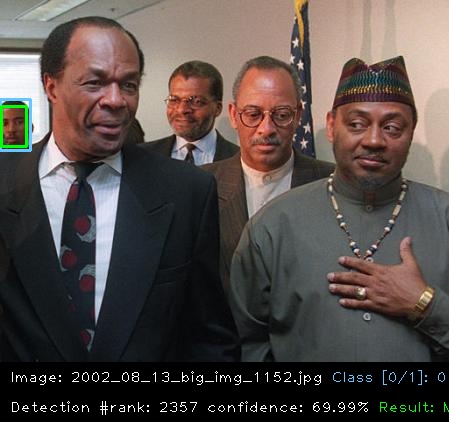 Image: 2002_08_13_big_img_1152.jpg Class [0/1]: 0
Detection #rank: 2357 confidence: 69.99% Result: